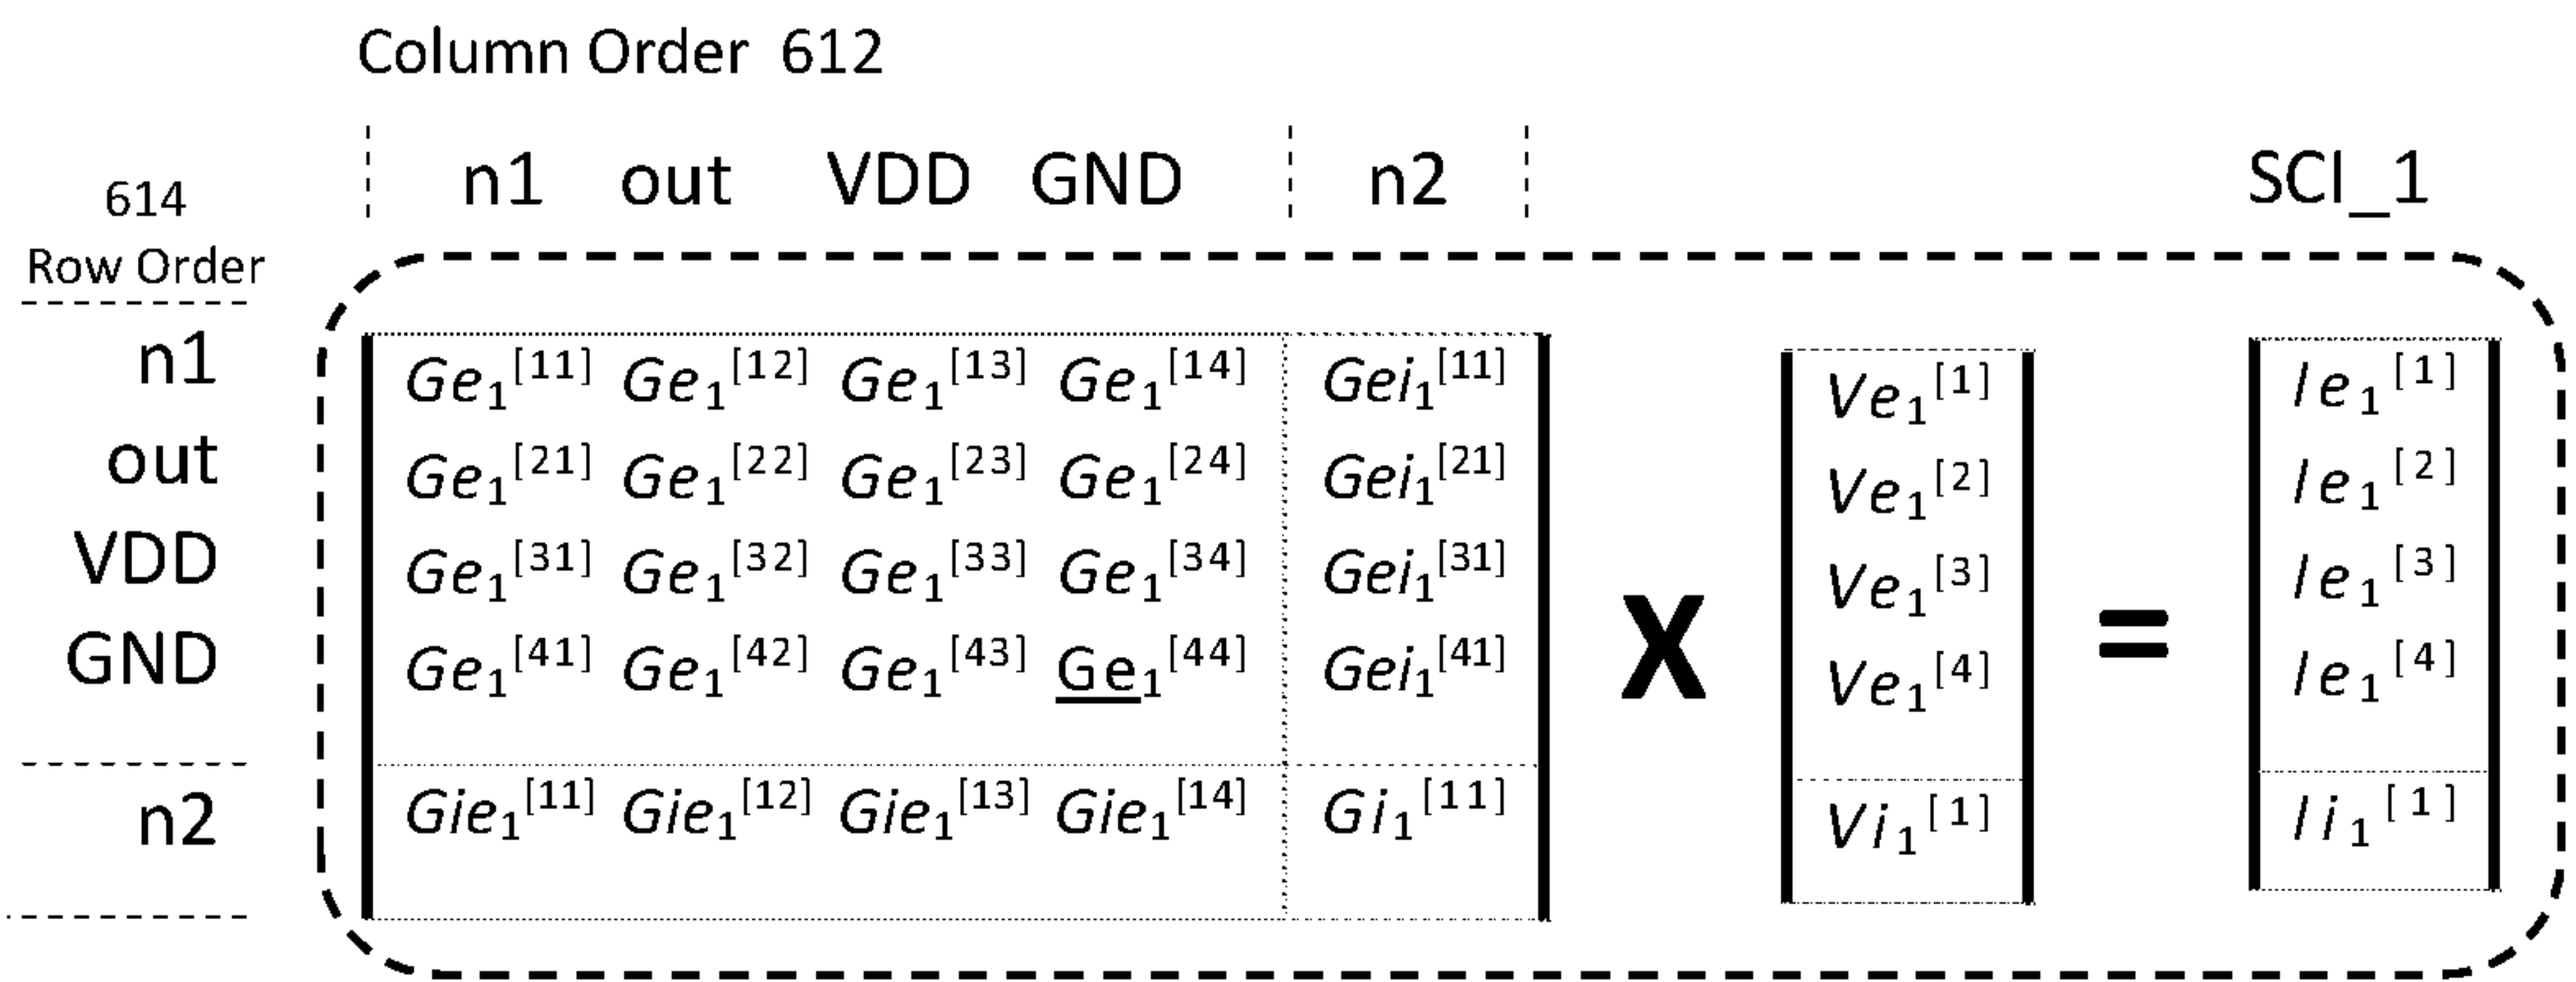 Column Order 612
n1 out VDD GND n2 SCI_1
614
Row Order
n1 Ge₁[11] Ge₁[12] Ge₁[13] Ge₁[14] Gei₁[11] Ve₁[1] Ie₁[1]
out Ge₁[21] Ge₁[22] Ge₁[23] Ge₁[24] Gei₁[21] Ve₁[2] Ie₁[2]
VDD Ge₁[31] Ge₁[32] Ge₁[33] Ge₁[34] Gei₁[31] X Ve₁[3] = Ie₁[3]
GND Ge₁[41] Ge₁[42] Ge₁[43] Ge₁[44] Gei₁[41] Ve₁[4] Ie₁[4]
n2 Gie₁[11] Gie₁[12] Gie₁[13] Gie₁[14] Gi₁[11] Vi₁[1] Ii₁[1]